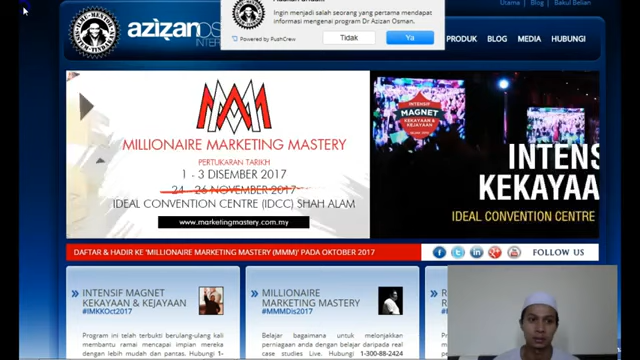 Utama | Blog | Bakul Belian
azizanos
Ingin menjadi salah seorang yang pertama mendapat
informasi mengenai program Dr Azizan Osman.
Powered by PushCrew
Tidak
Ya
PRODUK BLOG MEDIA HUBUNGI
MILLIONAIRE MARKETING MASTERY
PERTUKARAN TARIKH
1 - 3 DISEMBER 2017
24 - 26 NOVEMBER 2017
IDEAL CONVENTION CENTRE (IDCC) SHAH ALAM
www.marketingmastery.com.my
INTENSIF
MAGNET
KEKAYAAN &
KEJAYAAN
INTENS
KEKAYAA
IDEAL CONVENTION CENTRE
DAFTAR & HADIR KE 'MILLIONAIRE MARKETING MASTERY (MMM)' PADA OKTOBER 2017
FOLLOW US
INTENSIF MAGNET
KEKAYAAN & KEJAYAAN
#IMKKOct2017
Program ini telah terbukti berulang-ulang kali
membantu ramai mencapai impian mereka
dengan lebih mudah dan pantas. Hubungi 1-
MILLIONAIRE
MARKETING MASTERY
#MMMDis2017
Belajar bagaimana untuk melonjakkan
perniagaan anda dengan belajar daripada real
case studies Live. Hubungi 1-300-88-2424